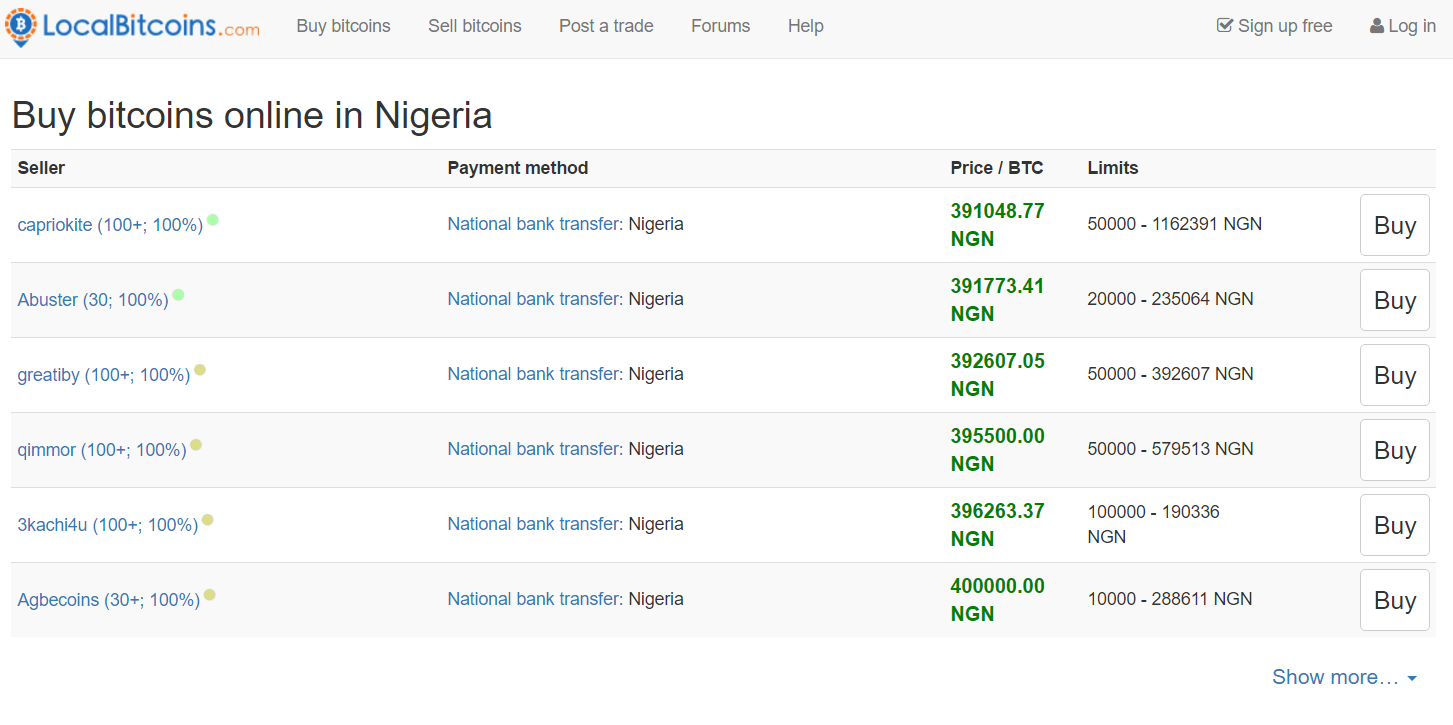 LocalBitcoins.com Buy bitcoins Sell bitcoins Post a trade Forums Help Sign up free Log in
Buy bitcoins online in Nigeria
Seller Payment method Price / BTC Limits
capriokite (100+; 100%) National bank transfer: Nigeria 391048.77 NGN 50000 - 1162391 NGN Buy
Abuster (30; 100%) National bank transfer: Nigeria 391773.41 NGN 20000 - 235064 NGN Buy
greatiby (100+; 100%) National bank transfer: Nigeria 392607.05 NGN 50000 - 392607 NGN Buy
qimmor (100+; 100%) National bank transfer: Nigeria 395500.00 NGN 50000 - 579513 NGN Buy
3kachi4u (100+; 100%) National bank transfer: Nigeria 396263.37 NGN 100000 - 190336 NGN Buy
Agbecoins (30+; 100%) National bank transfer: Nigeria 400000.00 NGN 10000 - 288611 NGN Buy
Show more…